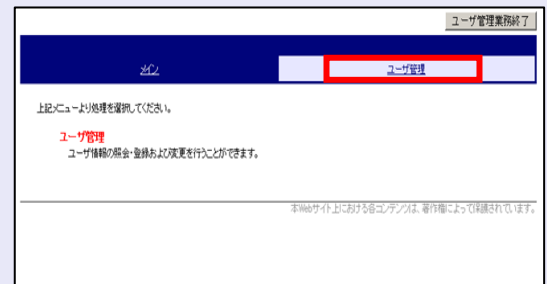 ユーザ管理業務終了
メイン
ユーザ管理
上記メニューより処理を選択してください。
ユーザ管理
ユーザ情報の照会・登録および変更を行うことができます。
本Webサイト上における各コンテンツは、著作権によって保護されています。